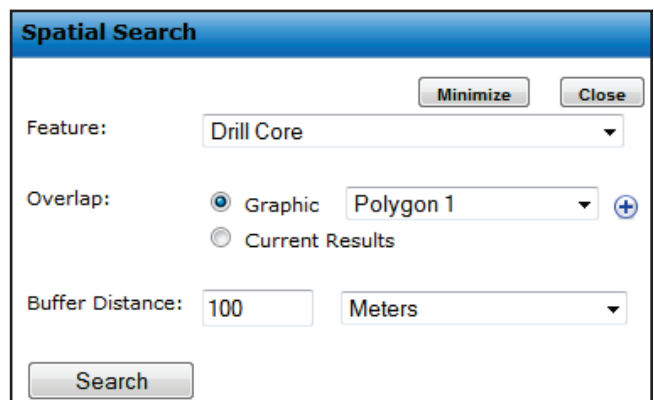 Spatial Search
Minimize Close
Feature: Drill Core
Overlap: Graphic Polygon 1
Current Results
Buffer Distance: 100 Meters
Search